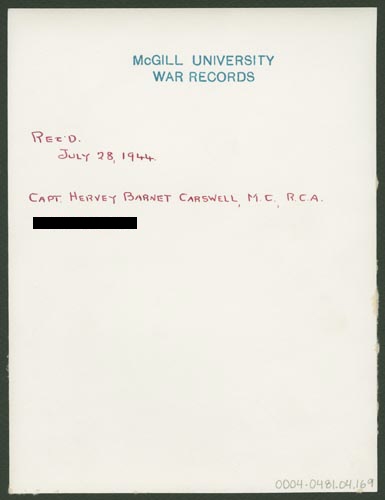 McGILL UNIVERSITY
WAR RECORDS
REC'D.
JULY 28, 1944.
CAPT. HERVEY BARNET CARSWELL, M.C., R.C.A.
0004-0481.04.169